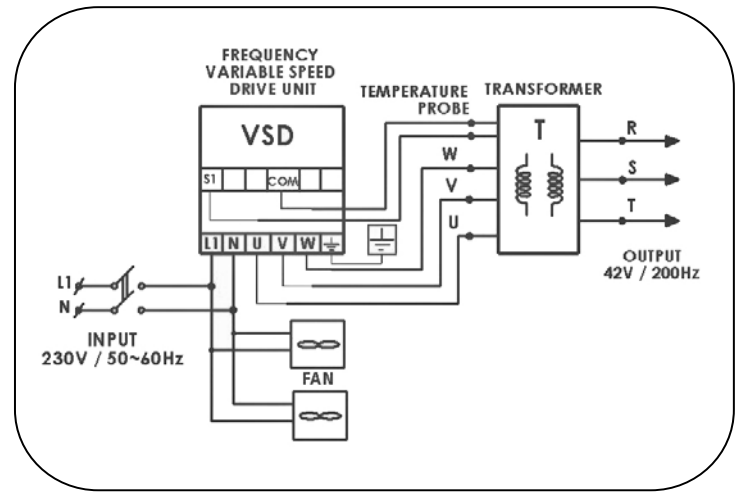 FREQUENCY
VARIABLE SPEED
DRIVE UNIT
VSD
S1
COM
L1 N U V W
TEMPERATURE
PROBE
W
V
U
TRANSFORMER
T
R
S
T
OUTPUT
42V / 200Hz
L1
N
INPUT
230V / 50~60Hz
FAN